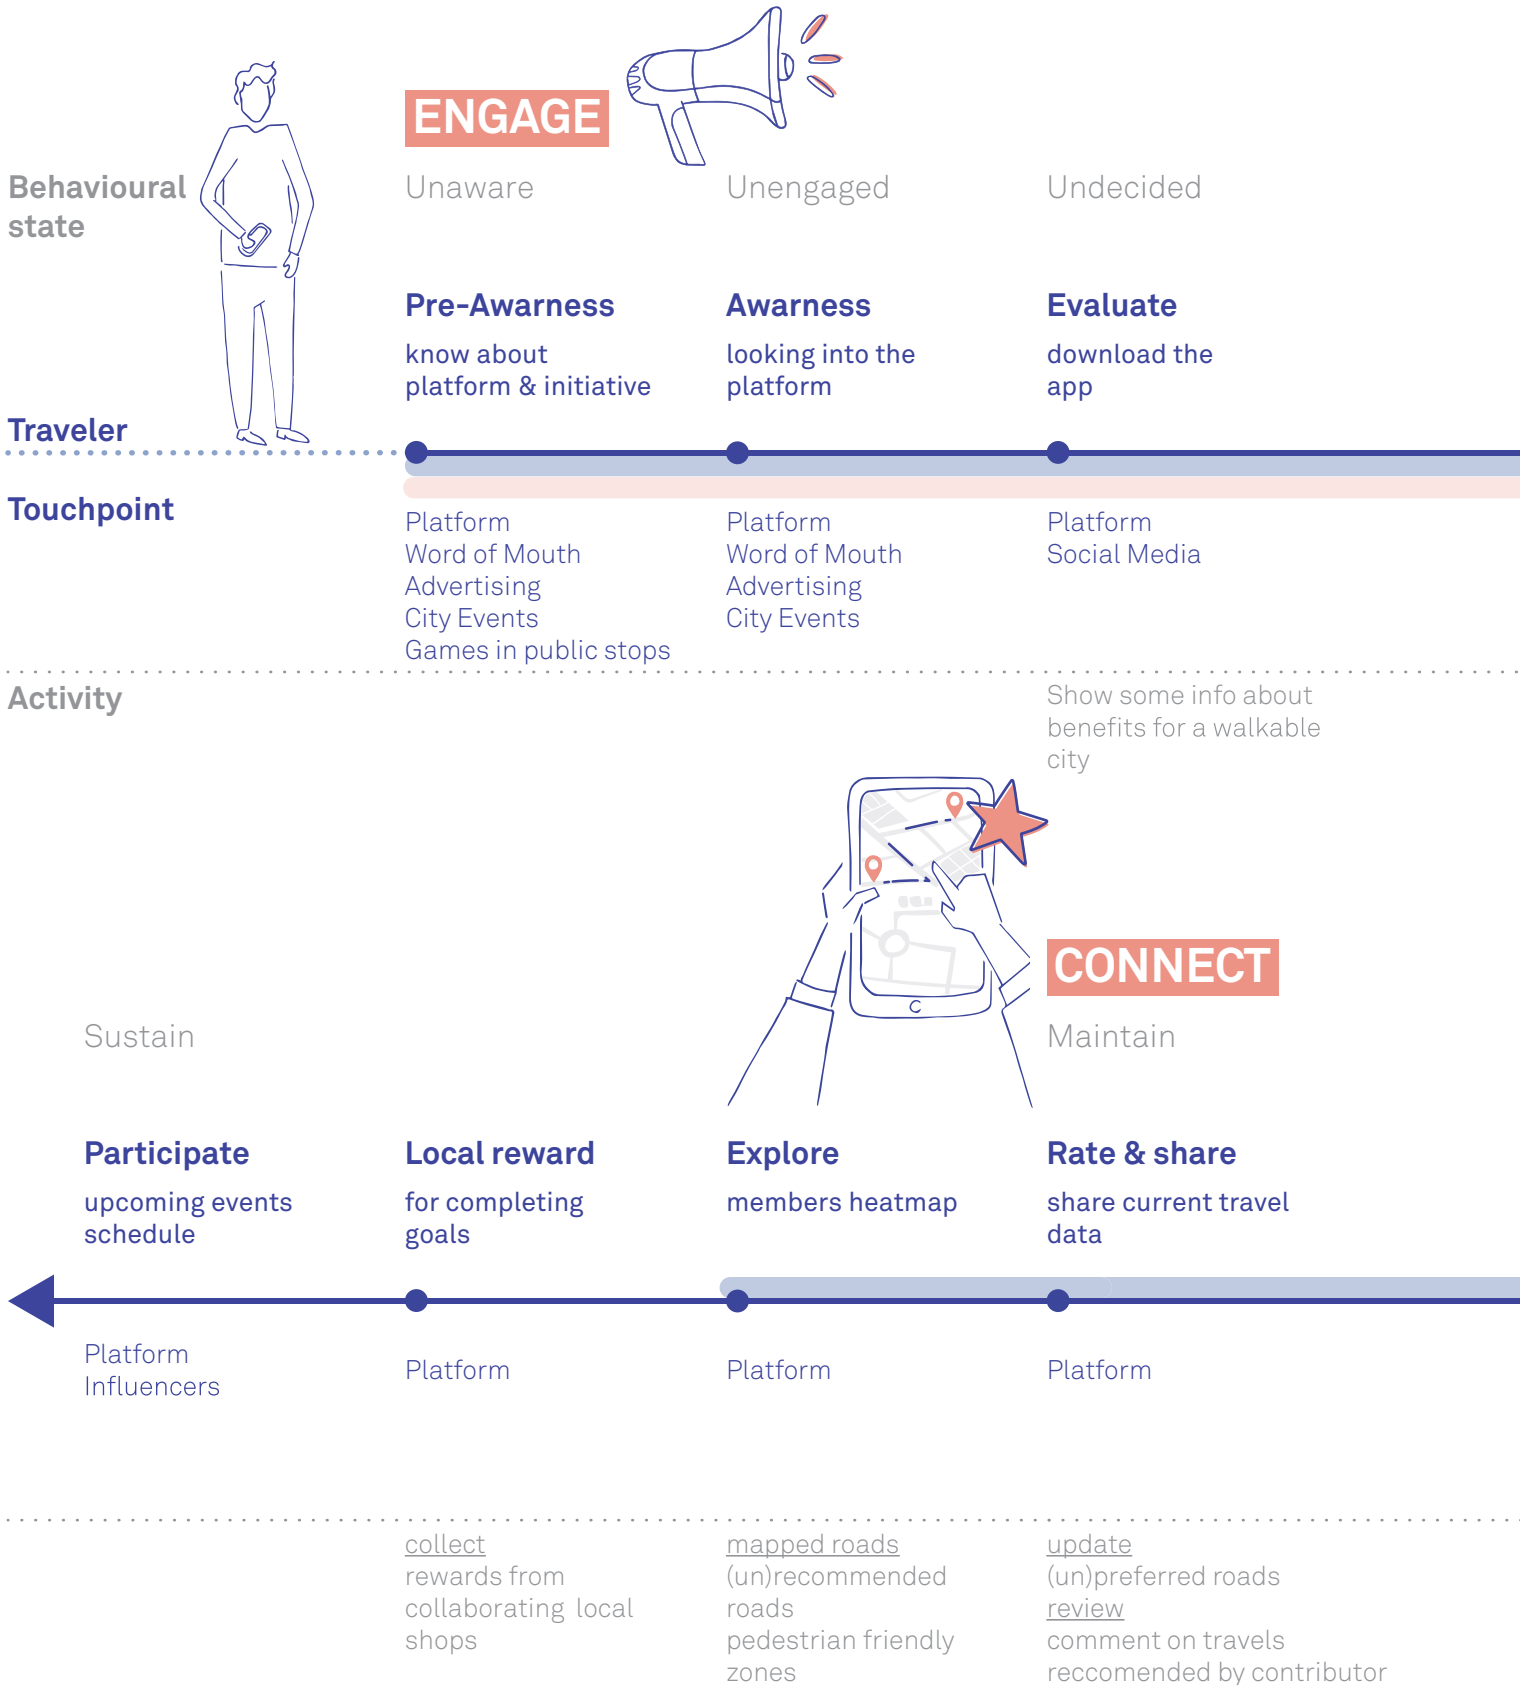 ENGAGE
Behavioural
state
Unaware
Unengaged
Undecided
Pre-Awarness
know about
platform & initiative
Awarness
looking into the
platform
Evaluate
download the
app
Traveler
Touchpoint
Platform
Word of Mouth
Advertising
City Events
Games in public stops
Platform
Word of Mouth
Advertising
City Events
Platform
Social Media
Activity
Show some info about
benefits for a walkable
city
CONNECT
Sustain
Maintain
Participate
upcoming events
schedule
Local reward
for completing
goals
Explore
members heatmap
Rate & share
share current travel
data
Platform
Influencers
Platform
Platform
Platform
collect
rewards from
collaborating local
shops
mapped roads
(un)recommended
roads
pedestrian friendly
zones
update
(un)preferred roads
review
comment on travels
reccomended by contributor